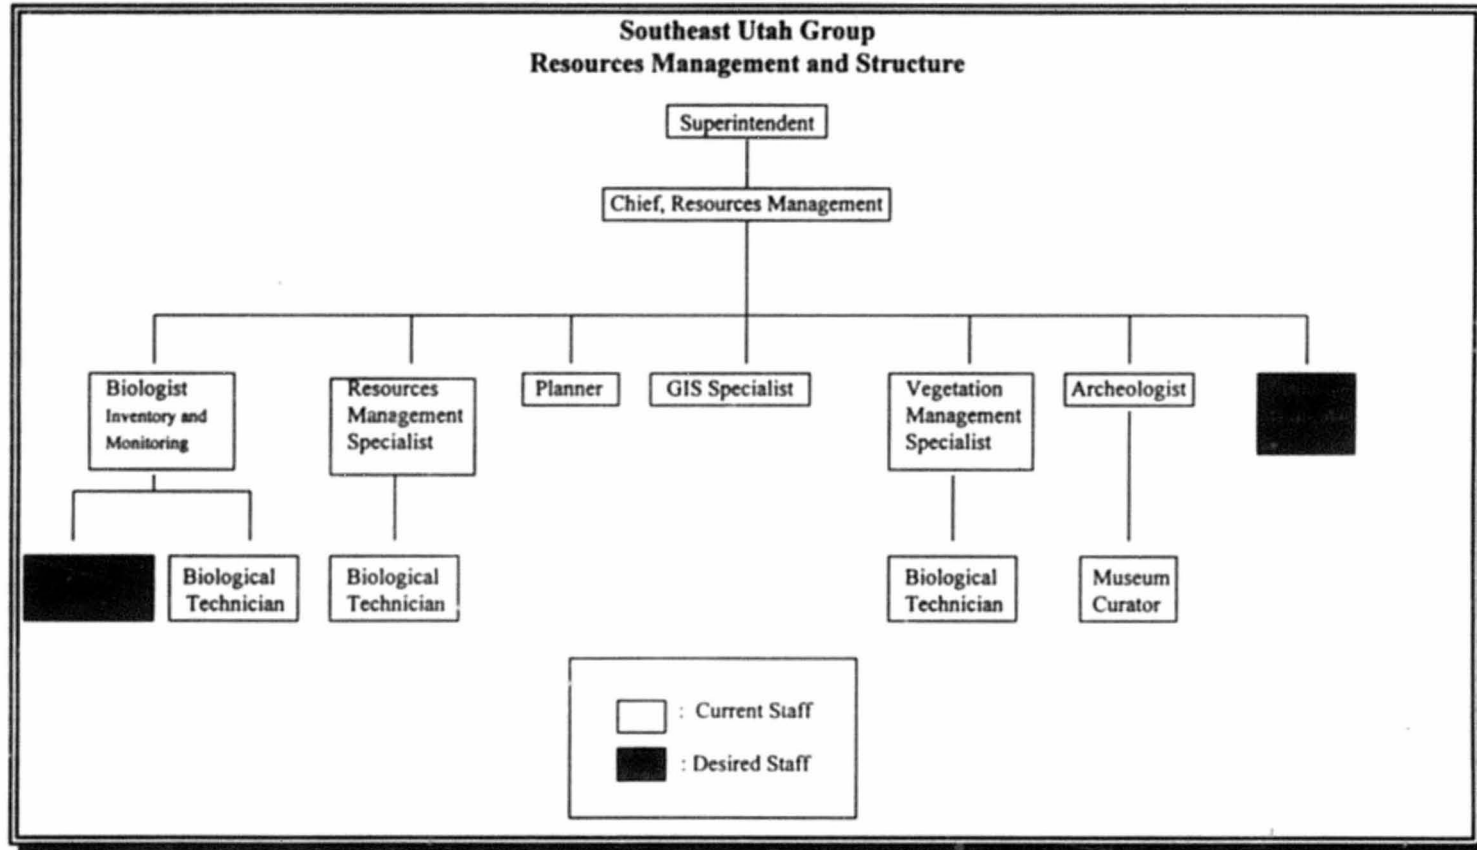 Southeast Utah Group
Resources Management and Structure
Superintendent
Chief, Resources Management
Biologist
Inventory and
Monitoring
Resources
Management
Specialist
Planner
GIS Specialist
Vegetation
Management
Specialist
Archeologist
Biological
Technician
Biological
Technician
Biological
Technician
Museum
Curator
: Current Staff
: Desired Staff